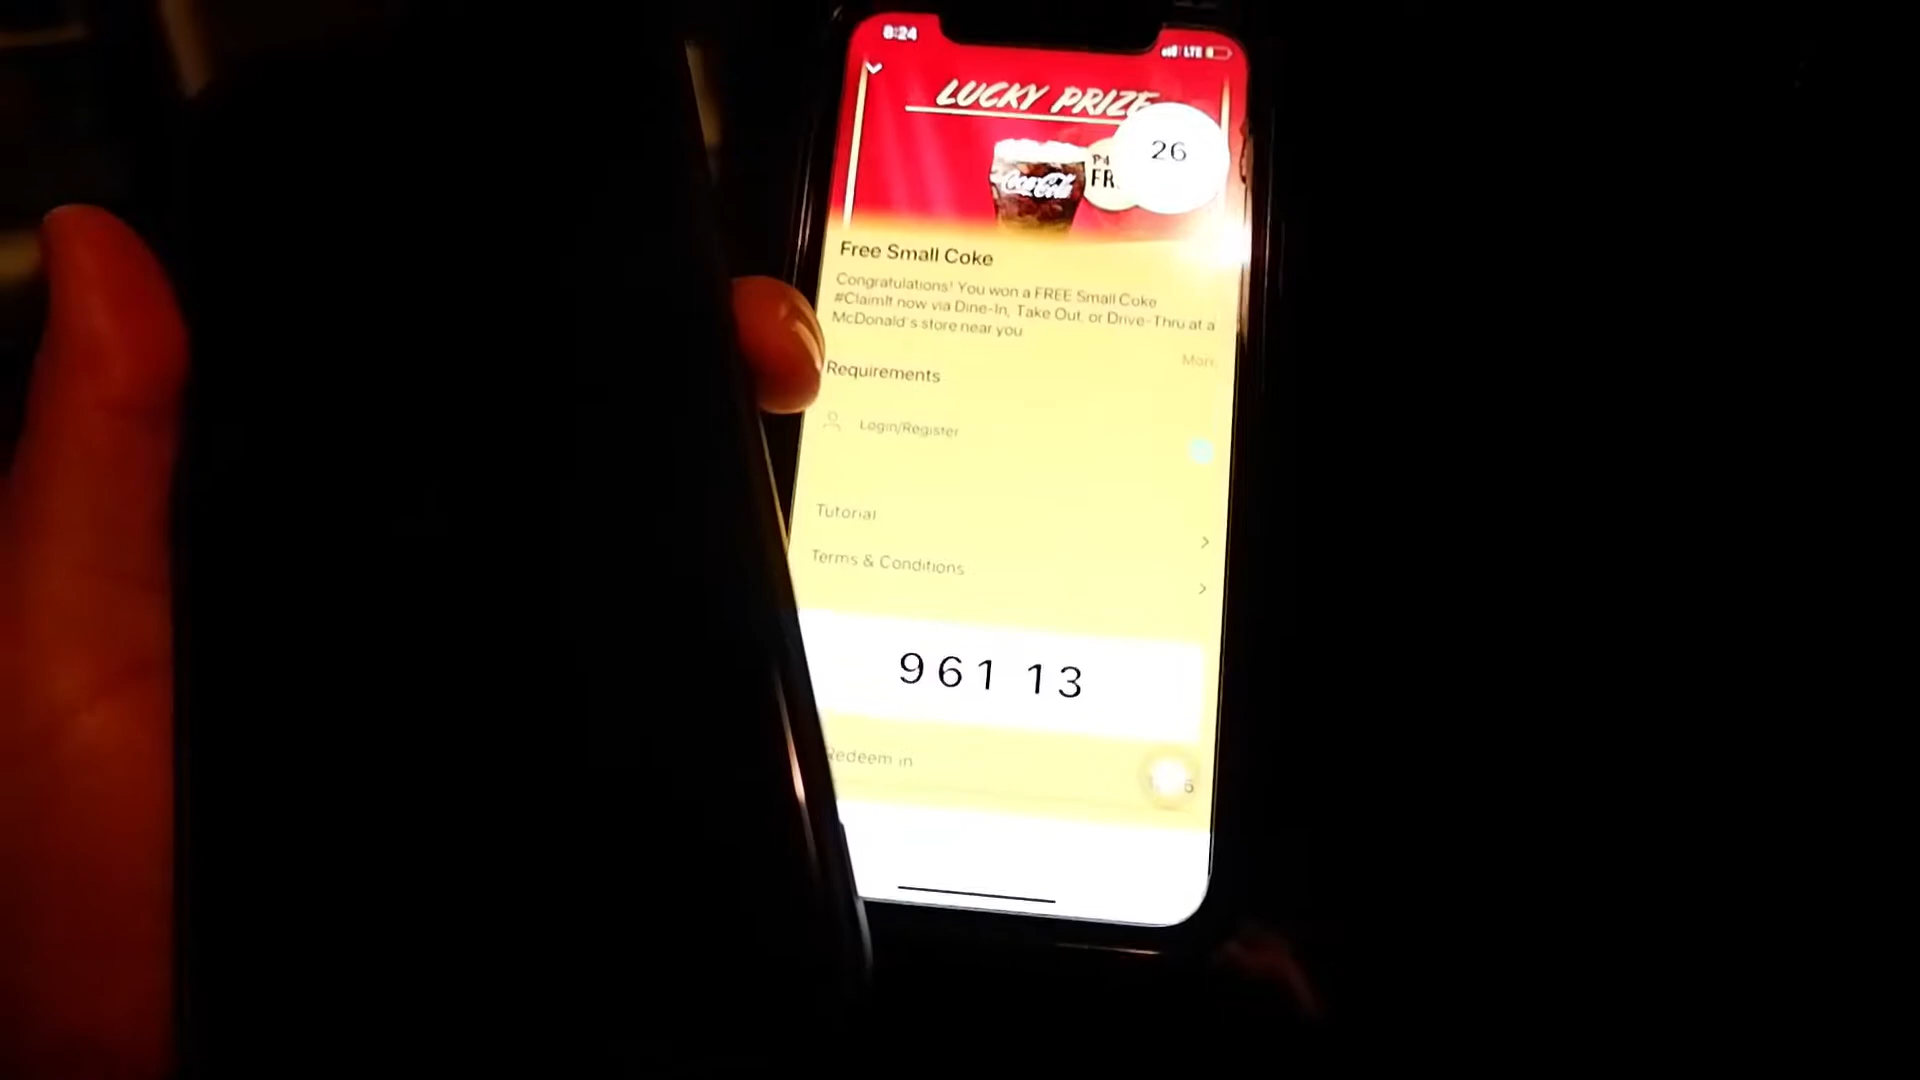 8:24
LTE
LUCKY PRIZE
26
Coca-Cola
FR
Free Small Coke
Congratulations! You won a FREE Small Coke
#ClaimIt now via Dine-In, Take Out, or Drive-Thru at a
McDonald's store near you
More
Requirements
Login/Register
Tutorial
Terms & Conditions
961 13
Redeem in